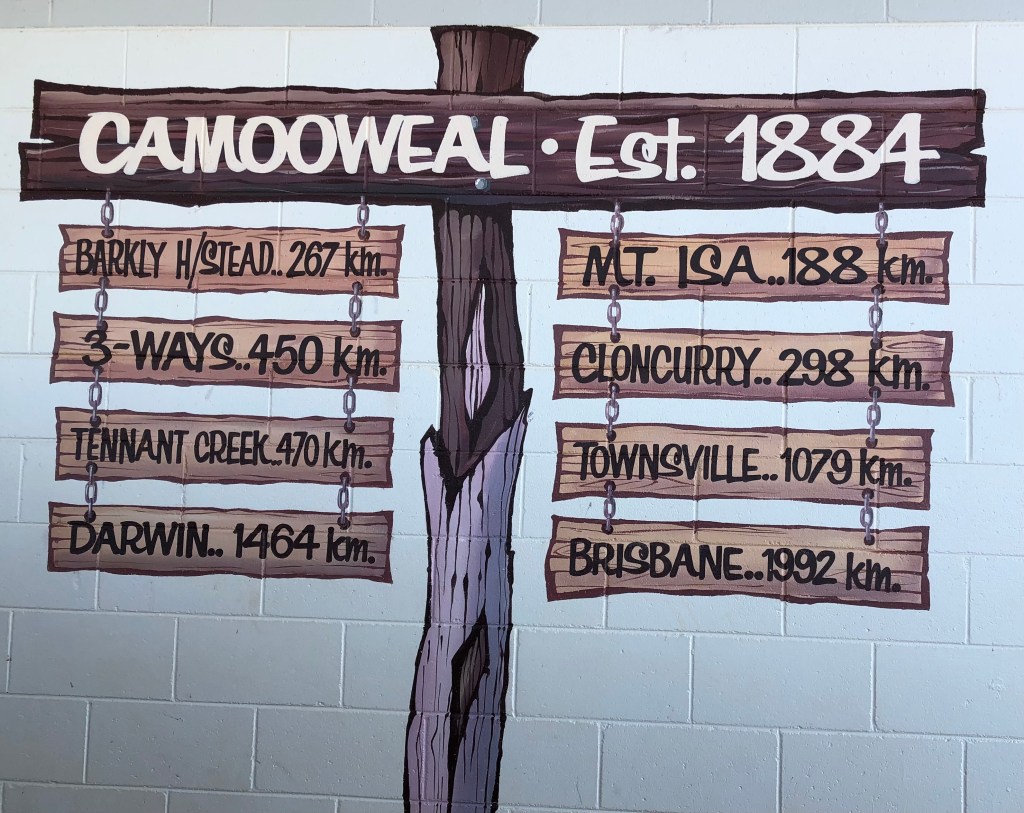 CAMOOWEAL · Est. 1884
BARKLY H/STEAD.. 267 km.
3-WAYS.. 450 km.
TENNANT CREEK...470 km.
DARWIN.. 1464 km.
MT. ISA..188 km.
CLONCURRY.. 298 km.
TOWNSVILLE.. 1079 km.
BRISBANE..1992 km.